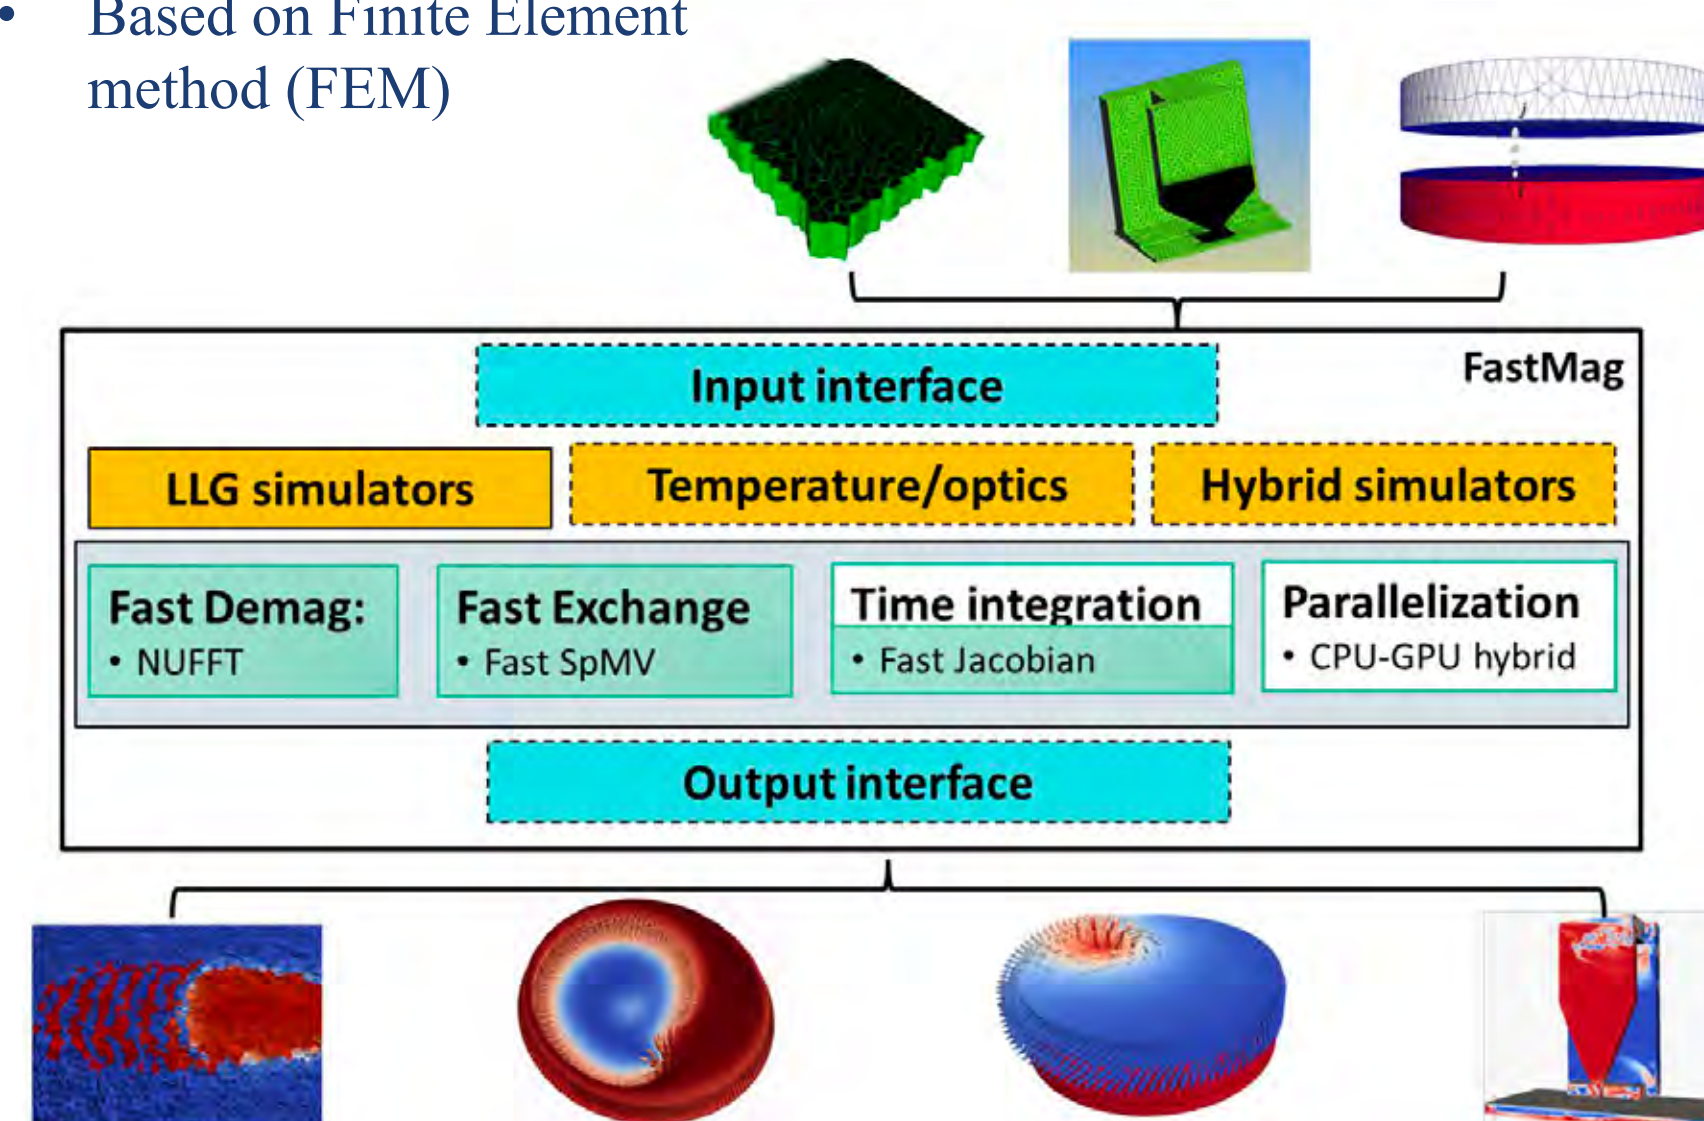 • Based on Finite Element
method (FEM)
FastMag
Input interface
LLG simulators
Temperature/optics
Hybrid simulators
Fast Demag:
• NUFFT
Fast Exchange
• Fast SpMV
Time integration
• Fast Jacobian
Parallelization
• CPU-GPU hybrid
Output interface